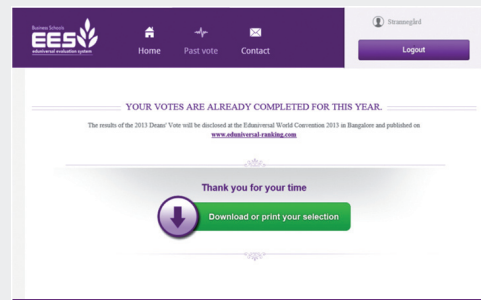 Business Schools
EES
eduniversal evaluation system
Home
Past vote
Contact
Strannegård
Logout
YOUR VOTES ARE ALREADY COMPLETED FOR THIS YEAR.
The results of the 2013 Deans' Vote will be disclosed at the Eduniversal World Convention 2013 in Bangalore and published on
www.eduniversal-ranking.com
Thank you for your time
Download or print your selection